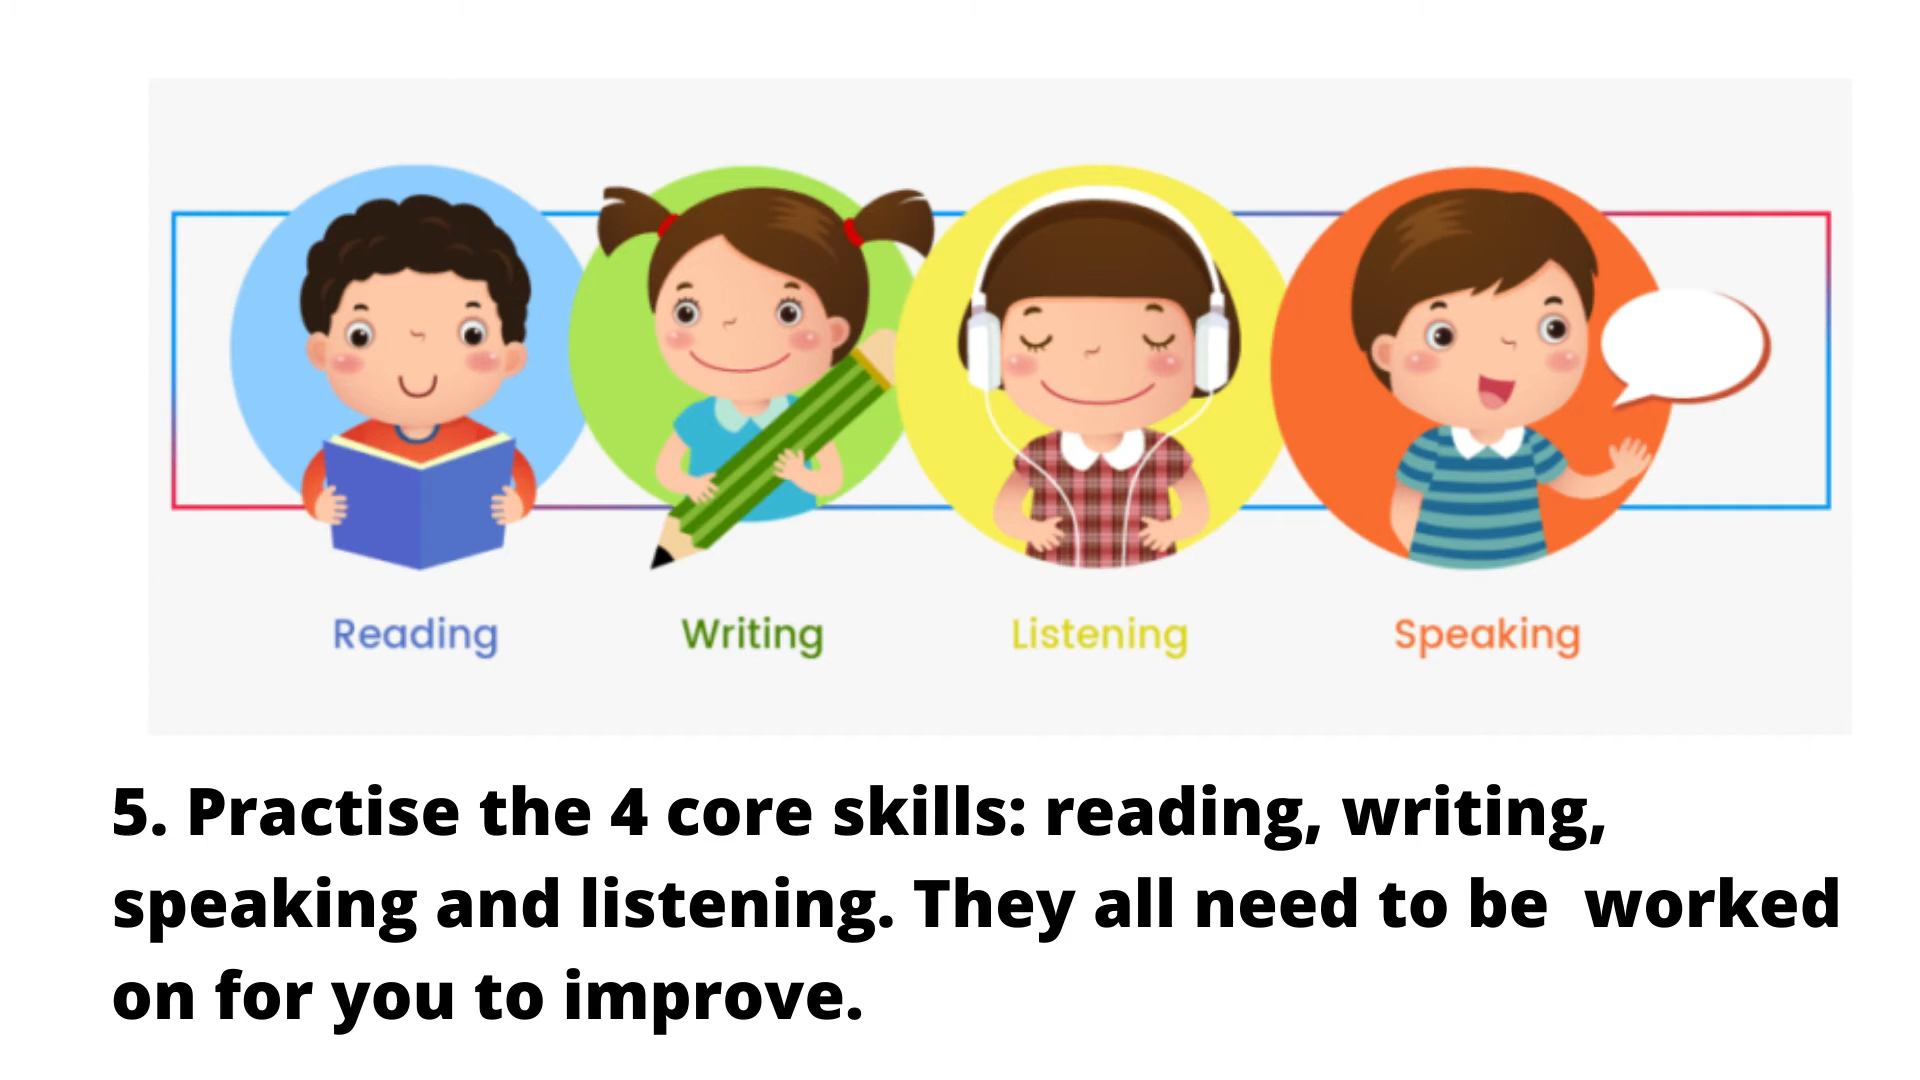 Reading
Writing
Listening
Speaking
5. Practise the 4 core skills: reading, writing,
speaking and listening. They all need to be  worked
on for you to improve.